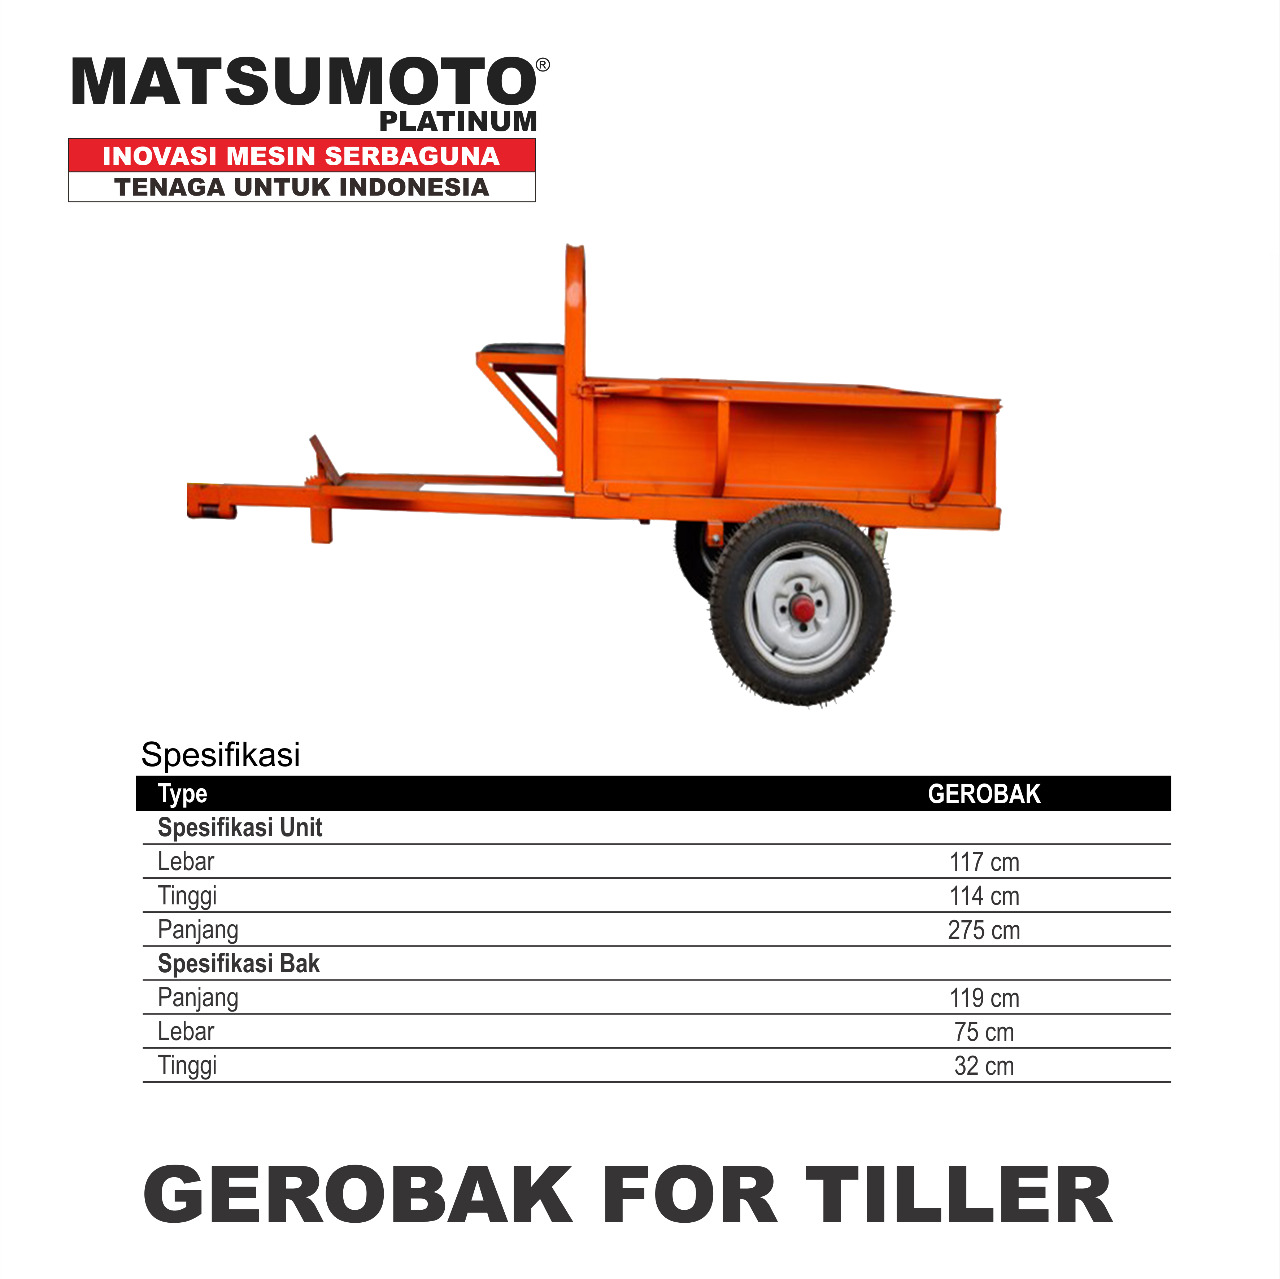 MATSUMOTO®
PLATINUM
INOVASI MESIN SERBAGUNA
TENAGA UNTUK INDONESIA
Spesifikasi
Type GEROBAK
Spesifikasi Unit
Lebar 117 cm
Tinggi 114 cm
Panjang 275 cm
Spesifikasi Bak
Panjang 119 cm
Lebar 75 cm
Tinggi 32 cm
GEROBAK FOR TILLER